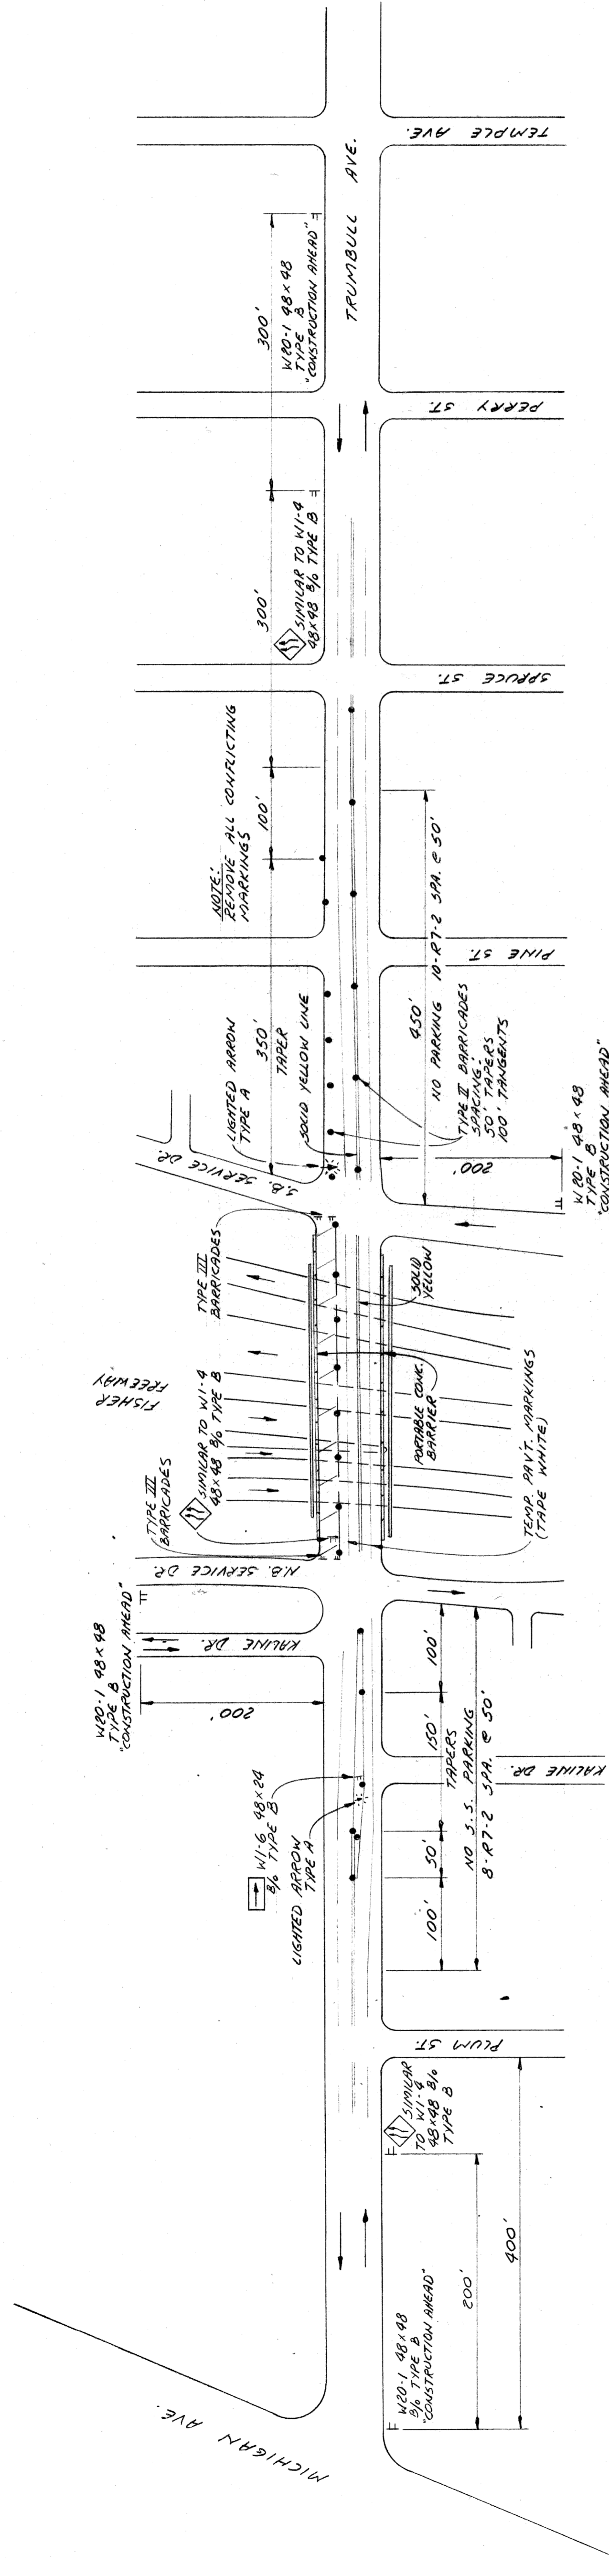 TEMPLE AVE.
TRUMBULL AVE.
300'
W20-1 48×48
TYPE B
"CONSTRUCTION AHEAD"
PERRY ST.
300'
SIMILAR TO W1-4
48×48 B/O TYPE B
SPRUCE ST.
NOTE:
REMOVE ALL CONFLICTING
MARKINGS
100'
PINE ST.
450'
NO PARKING 10-R7-2 SPA. @ 50'
350'
TAPER
LIGHTED ARROW
TYPE A
SOLID YELLOW LINE
TYPE II BARRICADES
SPACING:
50' TAPERS
100' TANGENTS
S.B. SERVICE DR.
200'
W20-1 48×48
TYPE B
"CONSTRUCTION AHEAD"
TYPE III
BARRICADES
SOLID
YELLOW
FISHER
FREEWAY
SIMILAR TO W1-4
48×48 B/O TYPE B
PORTABLE CONC.
BARRIER
TEMP. PAV'T. MARKINGS
(TAPE WHITE)
TYPE III
BARRICADES
N.B. SERVICE DR.
W20-1 48×48
TYPE B
"CONSTRUCTION AHEAD"
KALINE DR.
200'
100'
150'
TAPERS
50'
100'
NO S.S. PARKING
8-R7-2 SPA. @ 50'
KALINE DR.
W1-6 48×24
B/O TYPE B
LIGHTED ARROW
TYPE A
PLUM ST.
SIMILAR
TO W1-4
48×48 B/O
TYPE B
400'
200'
W20-1 48×48
B/O TYPE B
"CONSTRUCTION AHEAD"
MICHIGAN AVE.